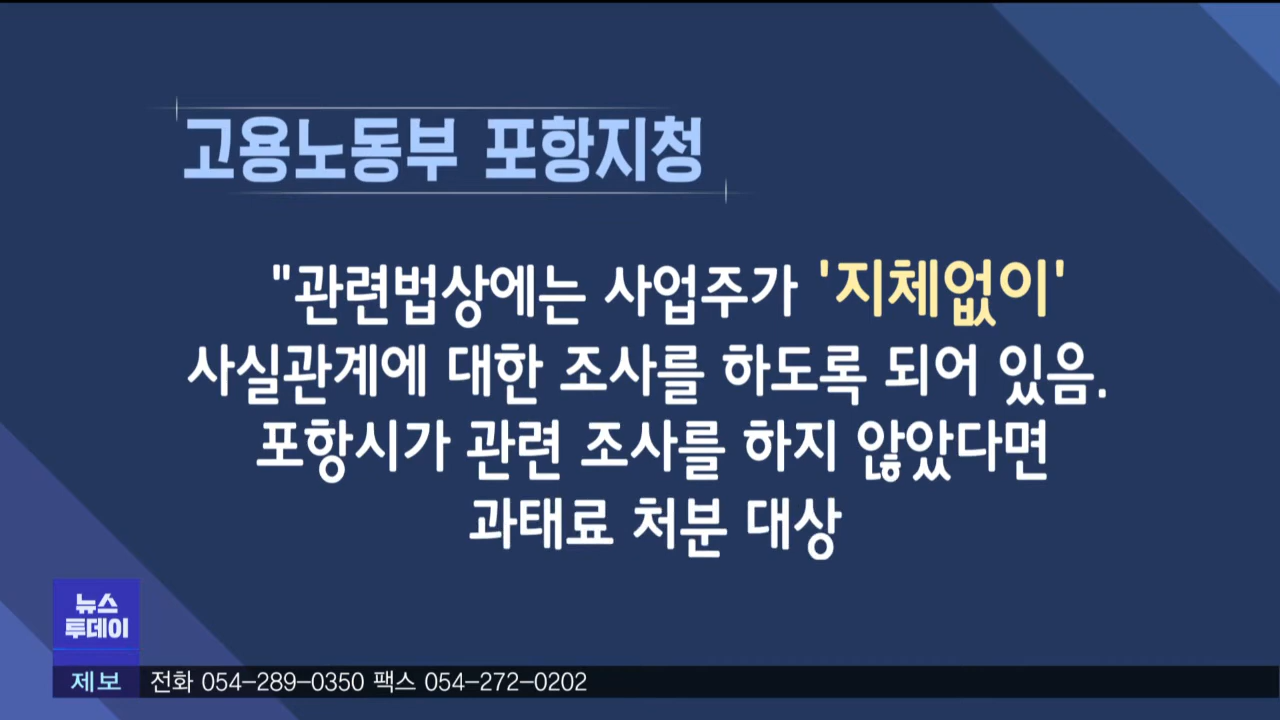 고용노동부 포항지청
"관련법상에는 사업주가 '지체없이'
사실관계에 대한 조사를 하도록 되어 있음.
포항시가 관련 조사를 하지 않았다면
과태료 처분 대상
뉴스
투데이
제보 전화 054-289-0350 팩스 054-272-0202